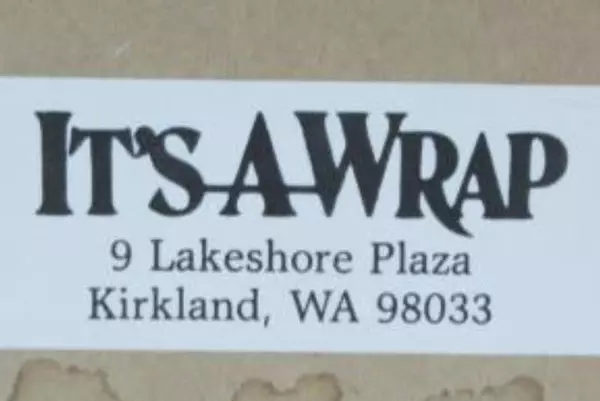 IT'S-A-WRAP
9 Lakeshore Plaza
Kirkland, WA 98033